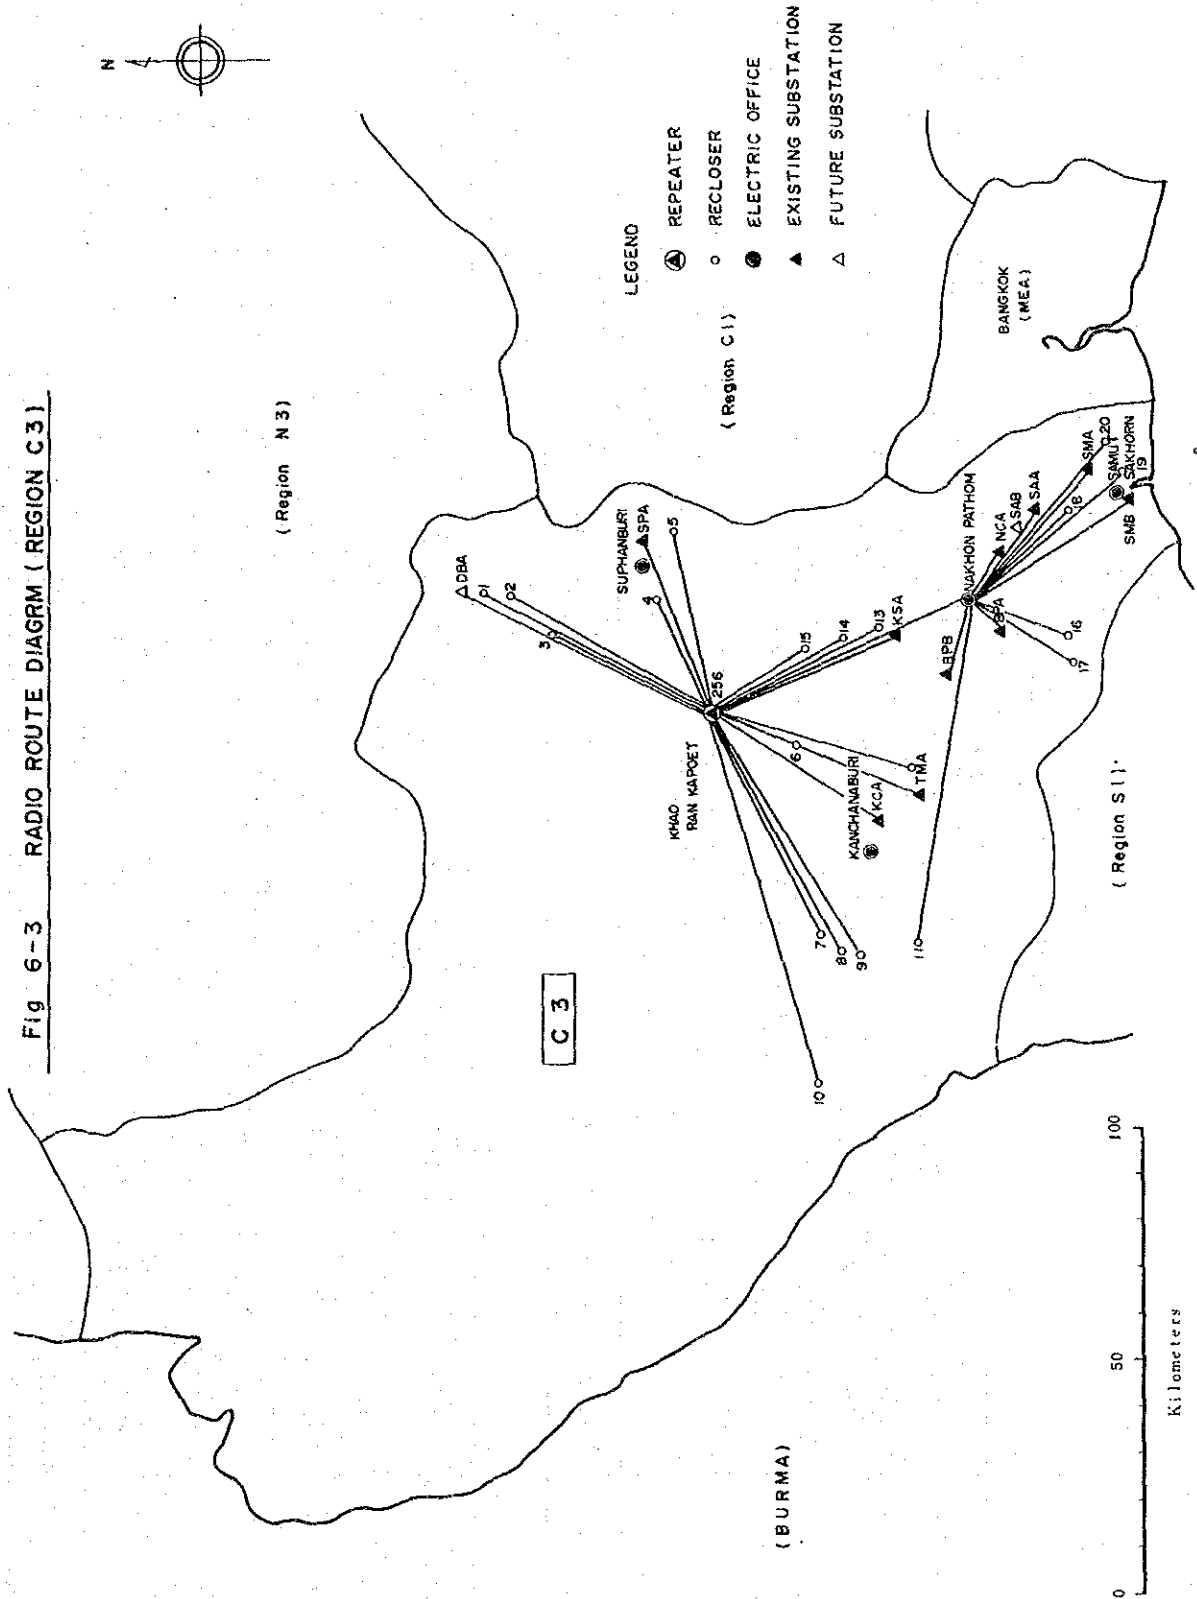 Fig 6-3 RADIO ROUTE DIAGRM (REGION C3)
N
(Region N3)
LEGEND
REPEATER
RECLOSER
ELECTRIC OFFICE
EXISTING SUBSTATION
FUTURE SUBSTATION
(Region C1)
C 3
DBA
1
2
3
SUPHANBURI
SPA
4
5
256
KHAO
RAN KAPOET
15
14
13
KSA
6
KANCHANABURI
KCA
TMA
7
8
9
10
11
BPB
NAKHON PATHOM
BPA
NCA
SAB
SAA
16
17
18
SMA
20
SAMUT
SAKHORN
19
SMB
BANGKOK
(MEA)
(Region S1)
(BURMA)
0 50 100
Kilometers